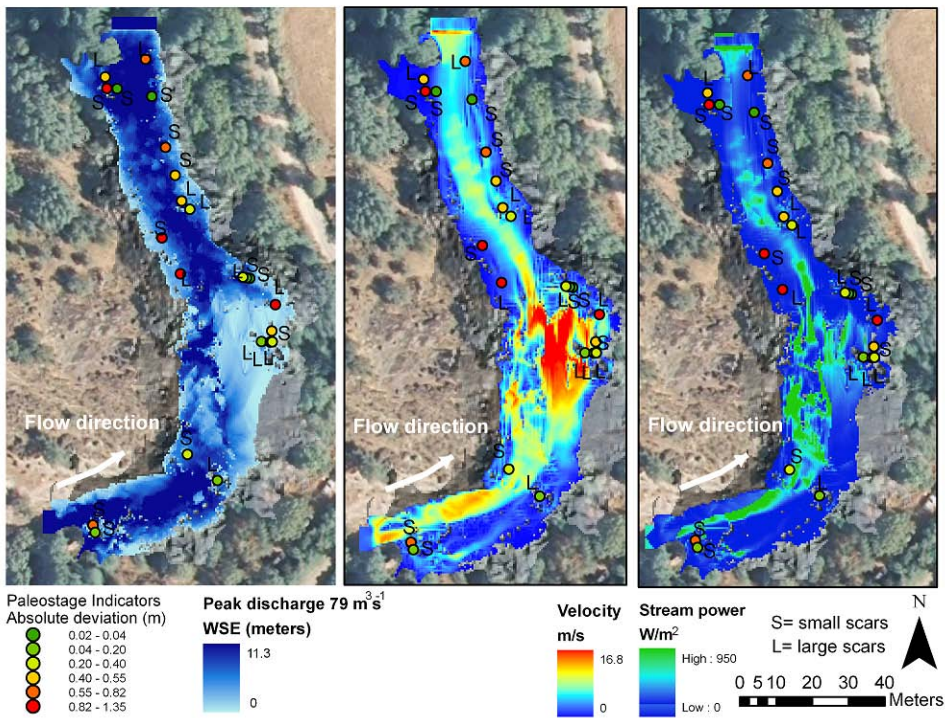 L
S
S
S
S
S
L
L
S
L
L
S
S
S
L
L
S
L
L
L
S
L
S
S
Flow direction
L
L
S
S
S
S
L
L
S
L
L
S
S
S
L
S
L
L
L
S
L
S
Flow direction
L
S
S
S
S
L
L
S
L
L
S
S
S
L
S
L
L
L
S
L
S
Flow direction
Paleostage Indicators
Absolute deviation (m)
0.02 - 0.04
0.04 - 0.20
0.20 - 0.40
0.40 - 0.55
0.55 - 0.82
0.82 - 1.35
Peak discharge 79 m³s⁻¹
WSE (meters)
11.3
0
Velocity
m/s
16.8
0
Stream power
W/m²
High : 950
Low : 0
S= small scars
L= large scars
N
0 5 10 20 30 40
Meters